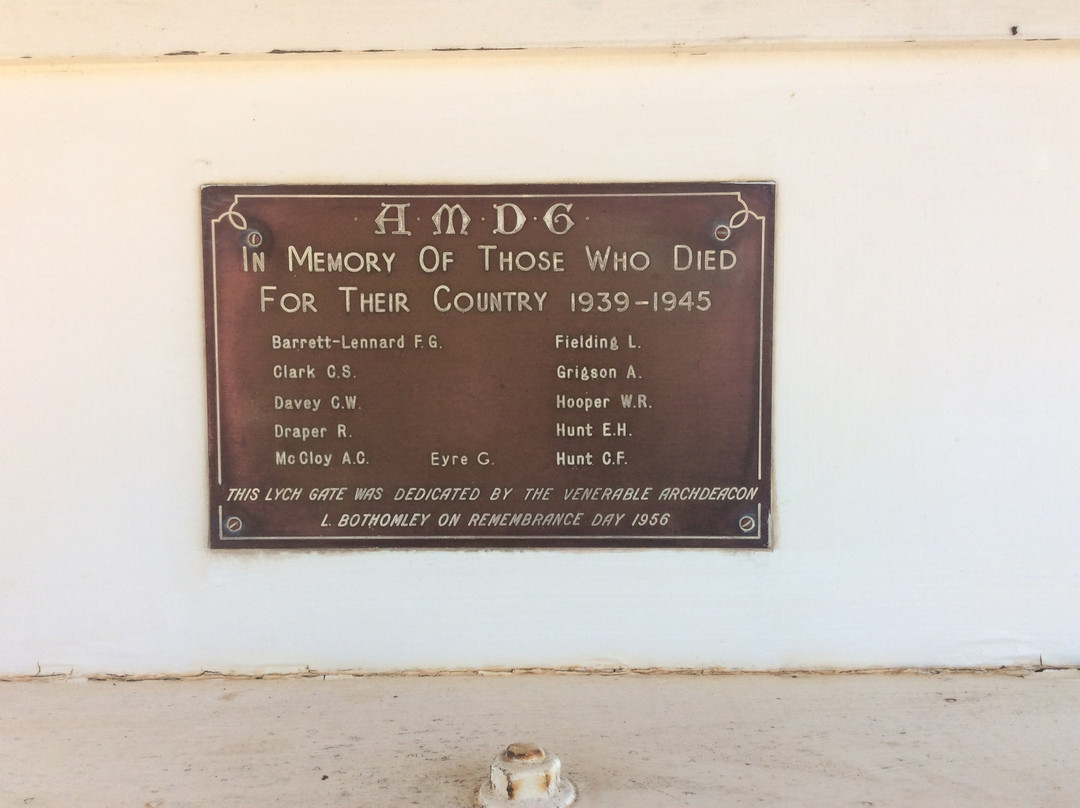 A·M·D·G
In Memory Of Those Who Died
For Their Country 1939-1945
Barrett-Lennard F.G.
Clark C.S.
Davey C.W.
Draper R.
McCloy A.C.
Eyre G.
Fielding L.
Grigson A.
Hooper W.R.
Hunt E.H.
Hunt C.F.
THIS LYCH GATE WAS DEDICATED BY THE VENERABLE ARCHDEACON
L. BOTHOMLEY ON REMEMBRANCE DAY 1956